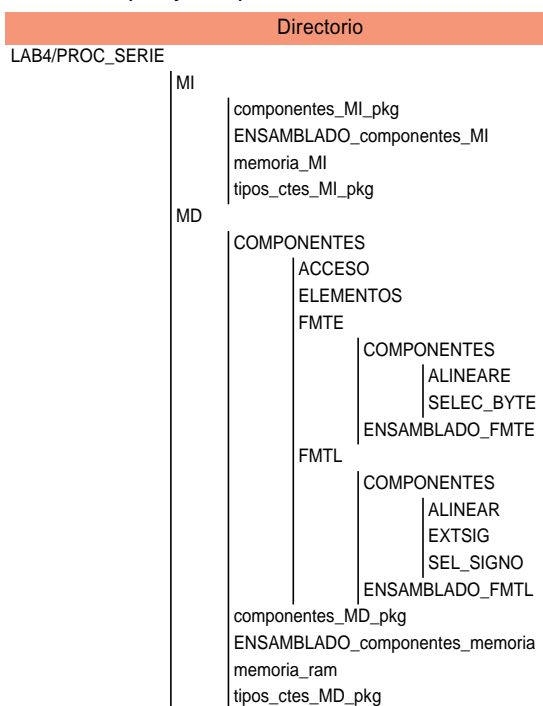 Directorio
LAB4/PROC_SERIE
MI
componentes_MI_pkg
ENSAMBLADO_componentes_MI
memoria_MI
tipos_ctes_MI_pkg
MD
COMPONENTES
ACCESO
ELEMENTOS
FMTE
COMPONENTES
ALINEARE
SELEC_BYTE
ENSAMBLADO_FMTE
FMTL
COMPONENTES
ALINEAR
EXTSIG
SEL_SIGNO
ENSAMBLADO_FMTL
componentes_MD_pkg
ENSAMBLADO_componentes_memoria
memoria_ram
tipos_ctes_MD_pkg